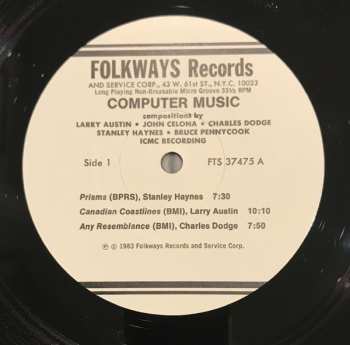 FOLKWAYS Records
AND SERVICE CORP., 43 W. 61st ST., N.Y.C. 10023
Long Playing Non-Breakable Micro Groove 33⅓ RPM
COMPUTER MUSIC
compositions by
LARRY AUSTIN • JOHN CELONA • CHARLES DODGE
STANLEY HAYNES • BRUCE PENNYCOOK
ICMC RECORDING
Side 1 FTS 37475 A
Prisms (BPRS), Stanley Haynes 7:30
Canadian Coastlines (BMI), Larry Austin 10:10
Any Resemblance (BMI), Charles Dodge 7:50
℗ © 1983 Folkways Records and Service Corp.